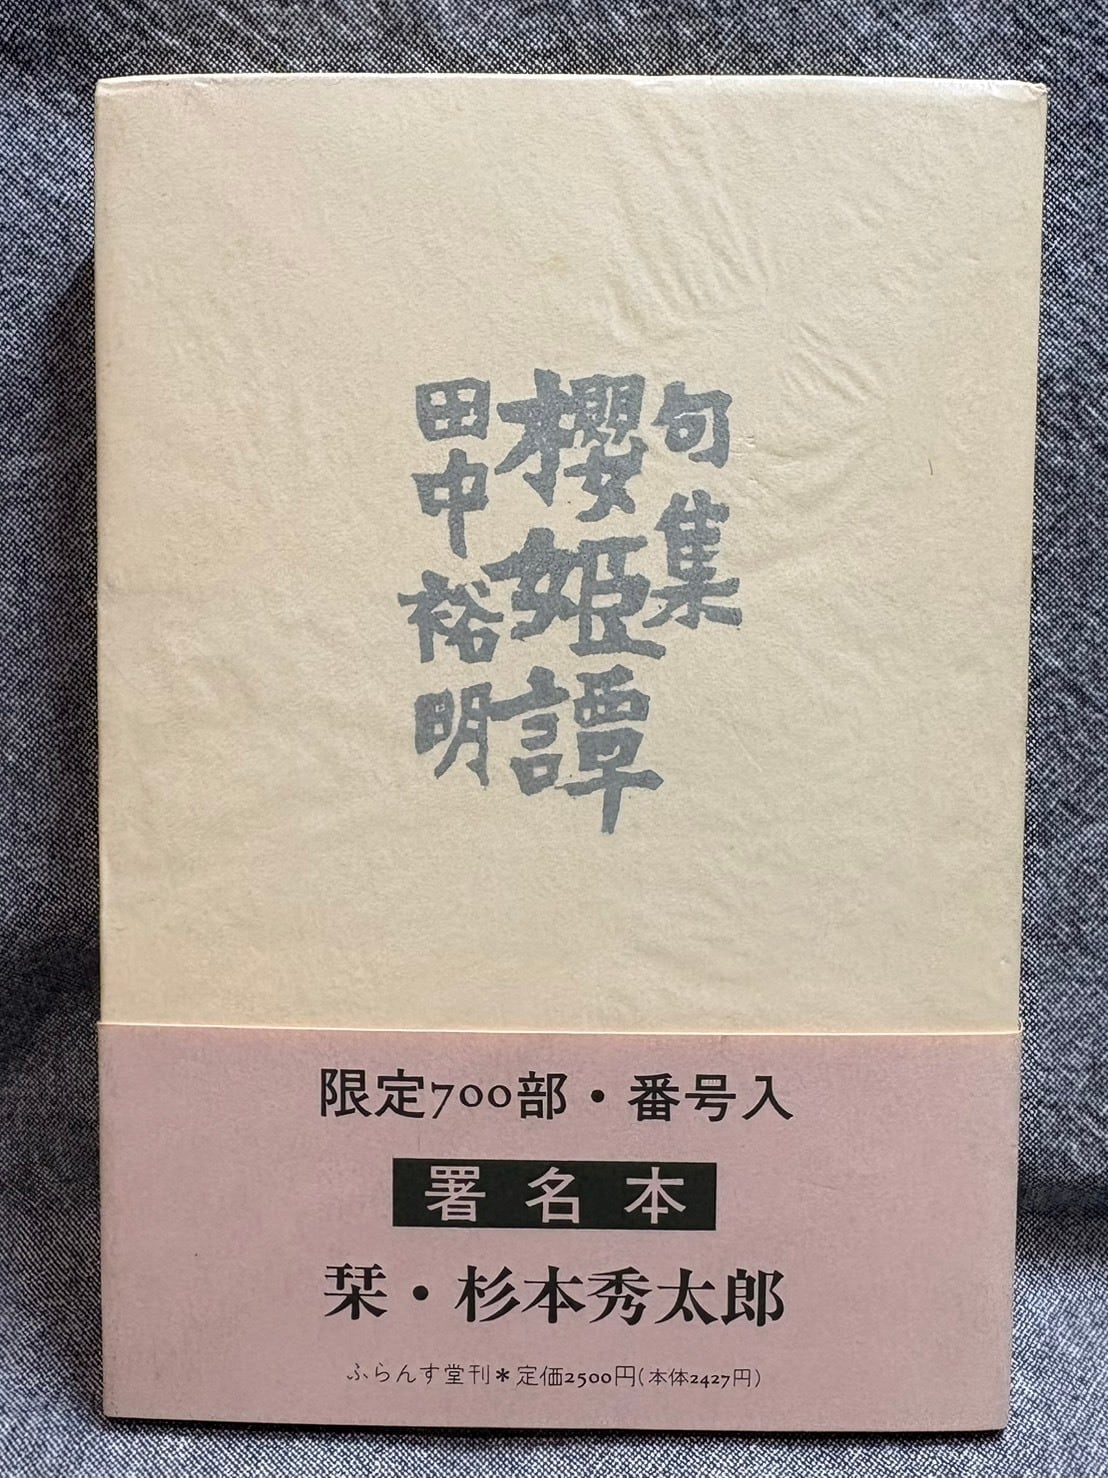 句集
櫻姫譚
田中裕明
限定700部・番号入
署名本
栞・杉本秀太郎
ふらんす堂刊＊定価2500円(本体2427円)